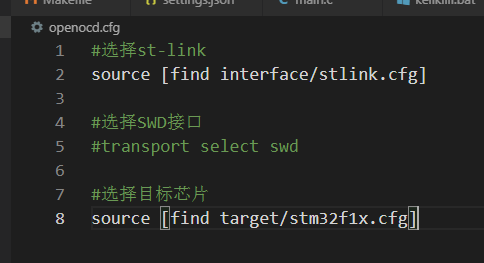 Makefile settings.json main.c keilkill.bat
openocd.cfg
1 #选择st-link
2 source [find interface/stlink.cfg]
3
4 #选择SWD接口
5 #transport select swd
6
7 #选择目标芯片
8 source [find target/stm32f1x.cfg]